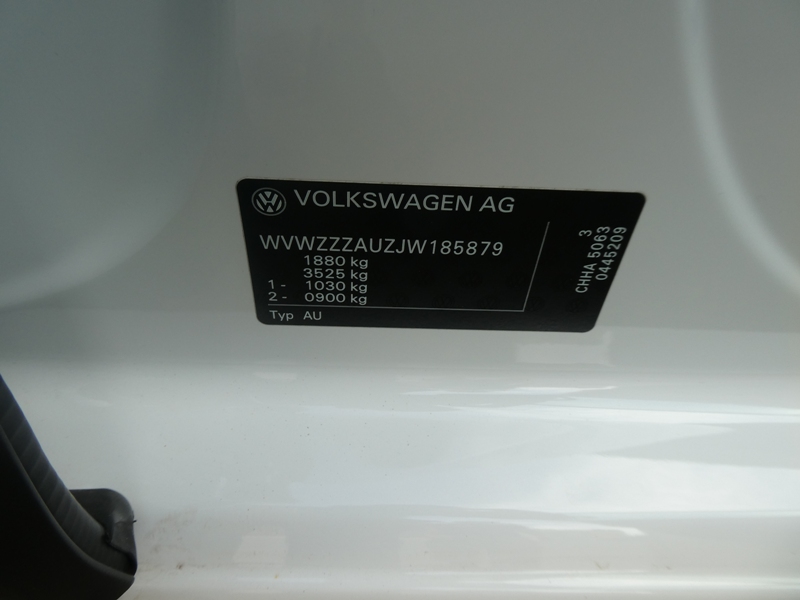 VOLKSWAGEN AG
WVWZZZAUZJW185879
1880 kg
3525 kg
1 - 1030 kg
2 - 0900 kg
Typ AU
3
CHHA 5063
0445209